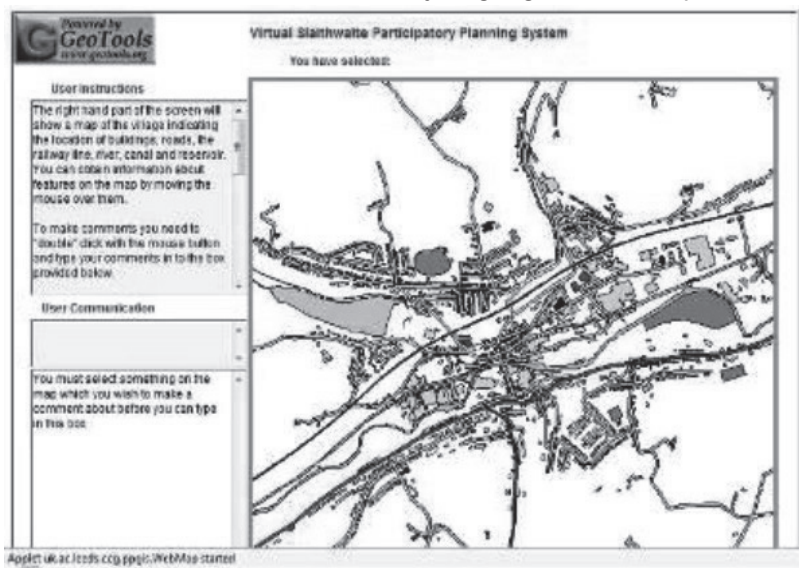 Powered by
GeoTools
www.geotools.org
Virtual Slaithwaite Participatory Planning System
You have selected:
User Instructions
The right hand part of the screen will
show a map of the village indicating
the location of buildings, roads, the
railway line, river, canal and reservoir.
You can obtain information about
features on the map by moving the
mouse over them.
To make comments you need to
"double" click with the mouse button
and type your comments in to the box
provided below.
User Communication
You must select something on the
map which you wish to make a
comment about before you can type
in this box
Applet uk.ac.leeds.ccg.ppgis.WebMap started